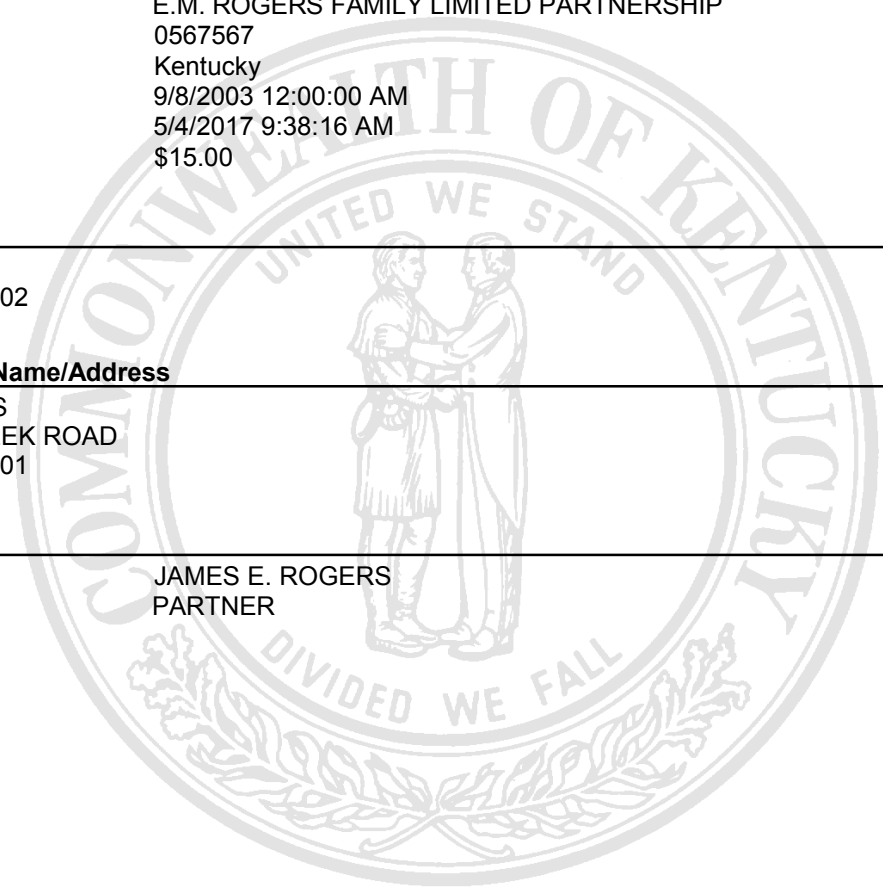 E.M. ROGERS FAMILY LIMITED PARTNERSHIP
0567567
Kentucky
9/8/2003 12:00:00 AM
5/4/2017 9:38:16 AM
$15.00
02
Name/Address
S
EK ROAD
01
JAMES E. ROGERS
PARTNER
COMMONWEALTH OF KENTUCKY
UNITED WE STAND
DIVIDED WE FALL